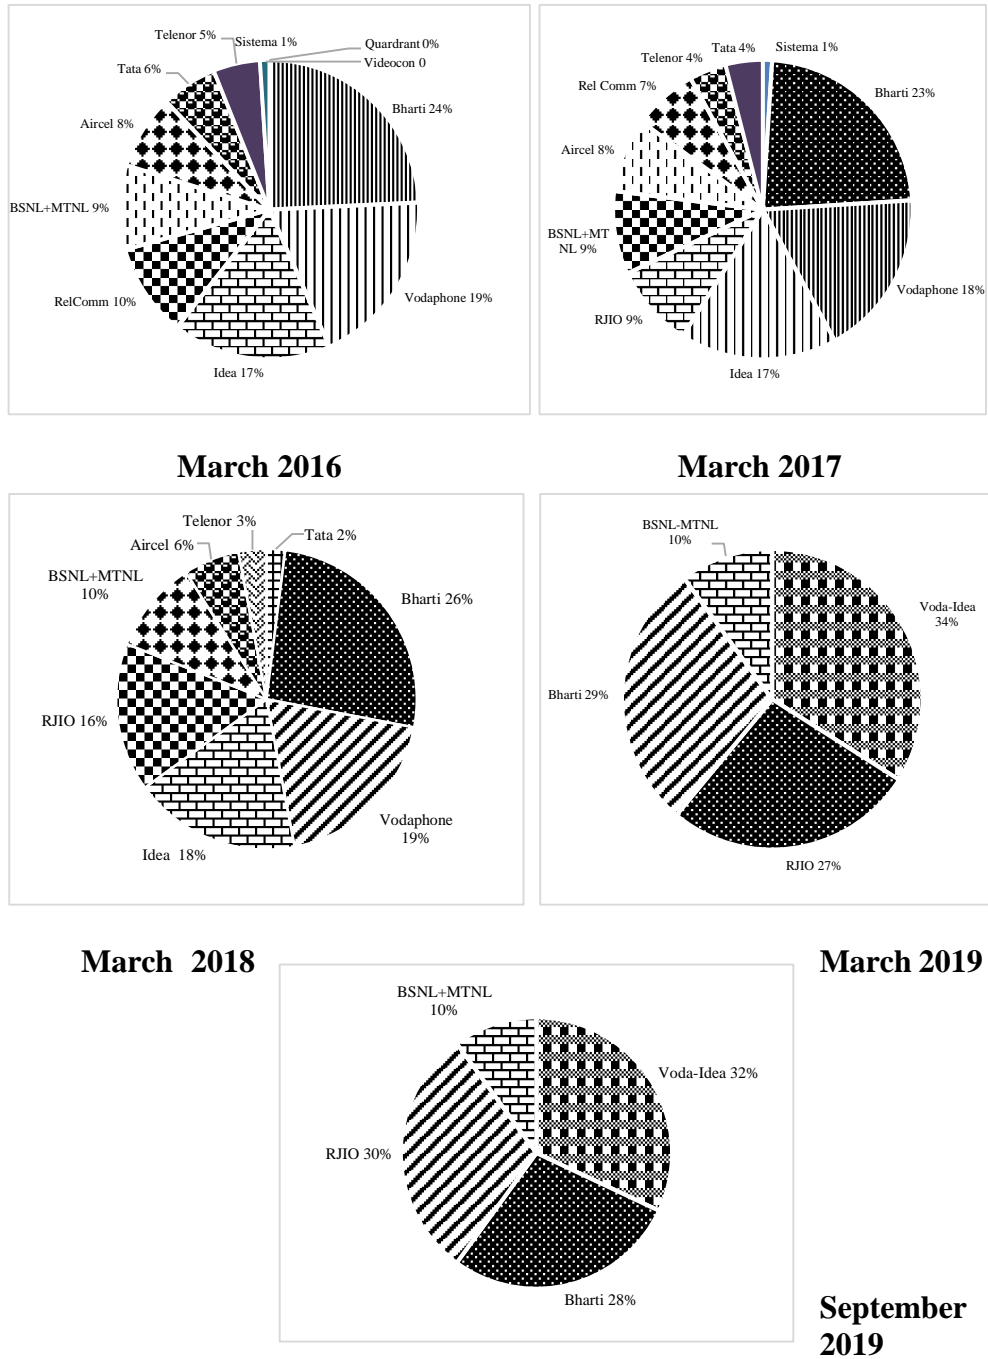 Telenor 5%
Sistema 1%
Quardrant 0%
Videocon 0
Tata 6%
Bharti 24%
Aircel 8%
BSNL+MTNL 9%
RelComm 10%
Vodaphone 19%
Idea 17%
Tata 4%
Sistema 1%
Telenor 4%
Rel Comm 7%
Bharti 23%
Aircel 8%
BSNL+MT
NL 9%
Vodaphone 18%
RJIO 9%
Idea 17%
March 2016
March 2017
Telenor 3%
Tata 2%
Aircel 6%
BSNL+MTNL
10%
Bharti 26%
RJIO 16%
Vodaphone
19%
Idea 18%
BSNL-MTNL
10%
Voda-Idea
34%
Bharti 29%
RJIO 27%
March 2018
March 2019
BSNL+MTNL
10%
Voda-Idea 32%
RJIO 30%
Bharti 28%
September
2019